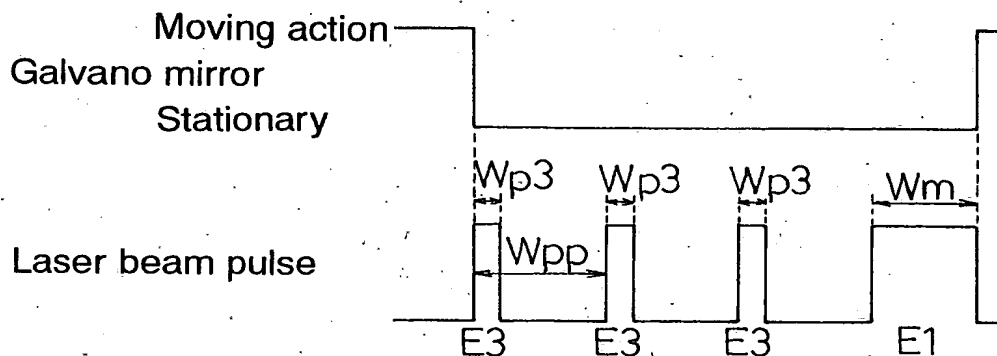 Moving action
Galvano mirror
Stationary
Wp3 Wp3 Wp3 Wm
Laser beam pulse
Wpp
E3 E3 E3 E1